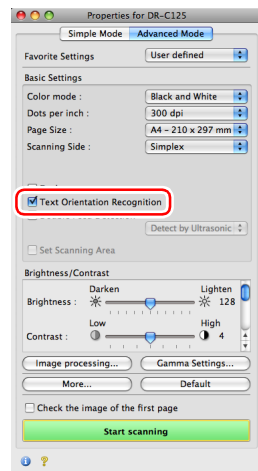 Properties for DR-C125
Simple Mode Advanced Mode
Favorite Settings User defined
Basic Settings
Color mode : Black and White
Dots per inch : 300 dpi
Page Size : A4 – 210 x 297 mm
Scanning Side : Simplex
Text Orientation Recognition
Detect by Ultrasonic
Set Scanning Area
Brightness/Contrast
Darken Lighten
Brightness : 128
Low High
Contrast : 4
Image processing... Gamma Settings...
More... Default
Check the image of the first page
Start scanning